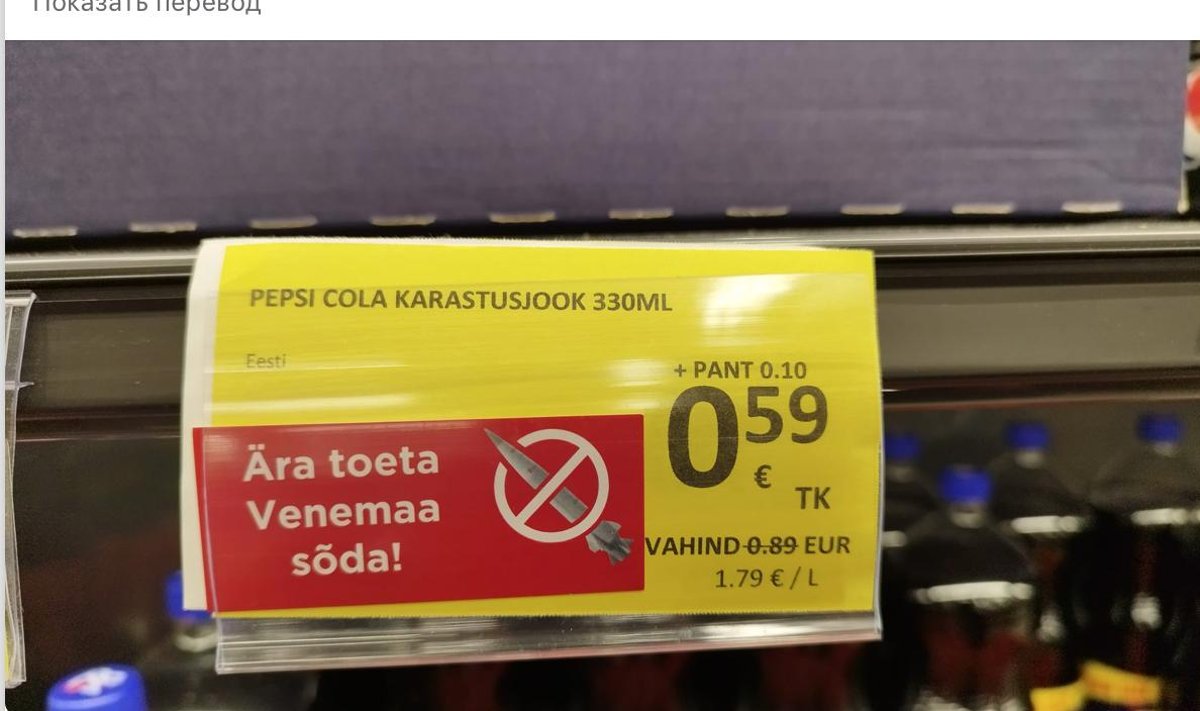 Показать перевод
PEPSI COLA KARASTUSJOOK 330ML
Eesti
+ PANT 0.10
0 59
€
TK
Ära toeta
Venemaa
sõda!
VAHIND 0.89 EUR
1.79 € / L